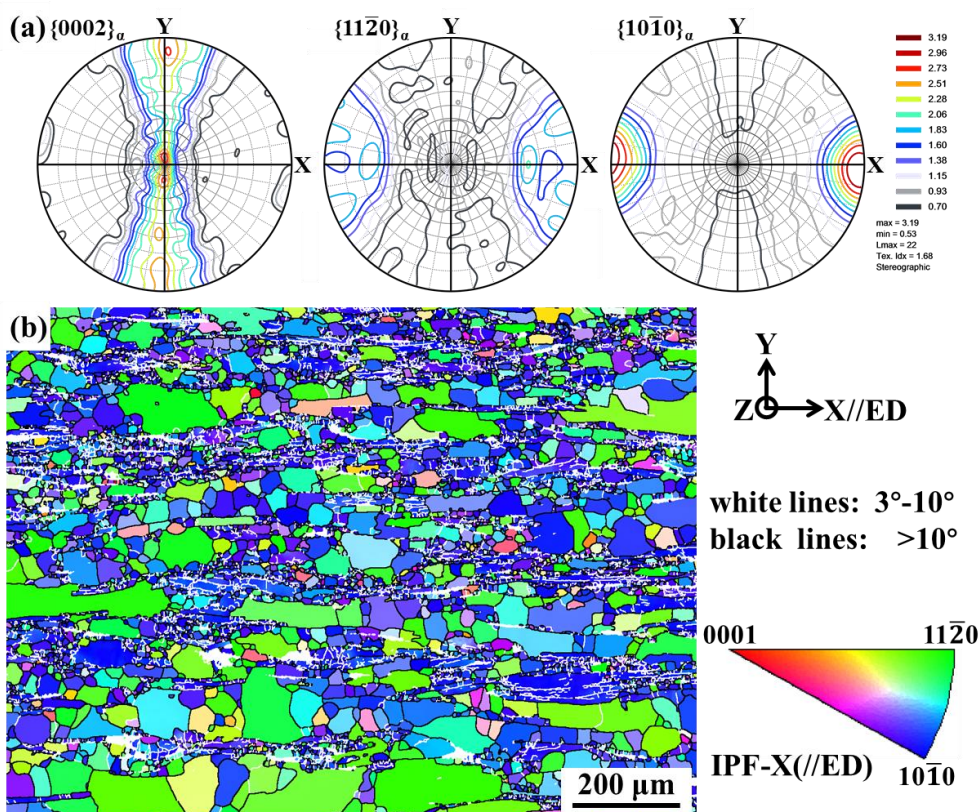 (a) {0002}α Y {112̅0}α Y {101̅0}α Y
X X X
3.19
2.96
2.73
2.51
2.28
2.06
1.83
1.60
1.38
1.15
0.93
0.70
max = 3.19
min = 0.53
Lmax = 22
Tex. Idx = 1.68
Stereographic
(b)
Y
Z X//ED
white lines: 3°-10°
black lines: >10°
0001 112̅0
IPF-X(//ED) 101̅0
200 μm